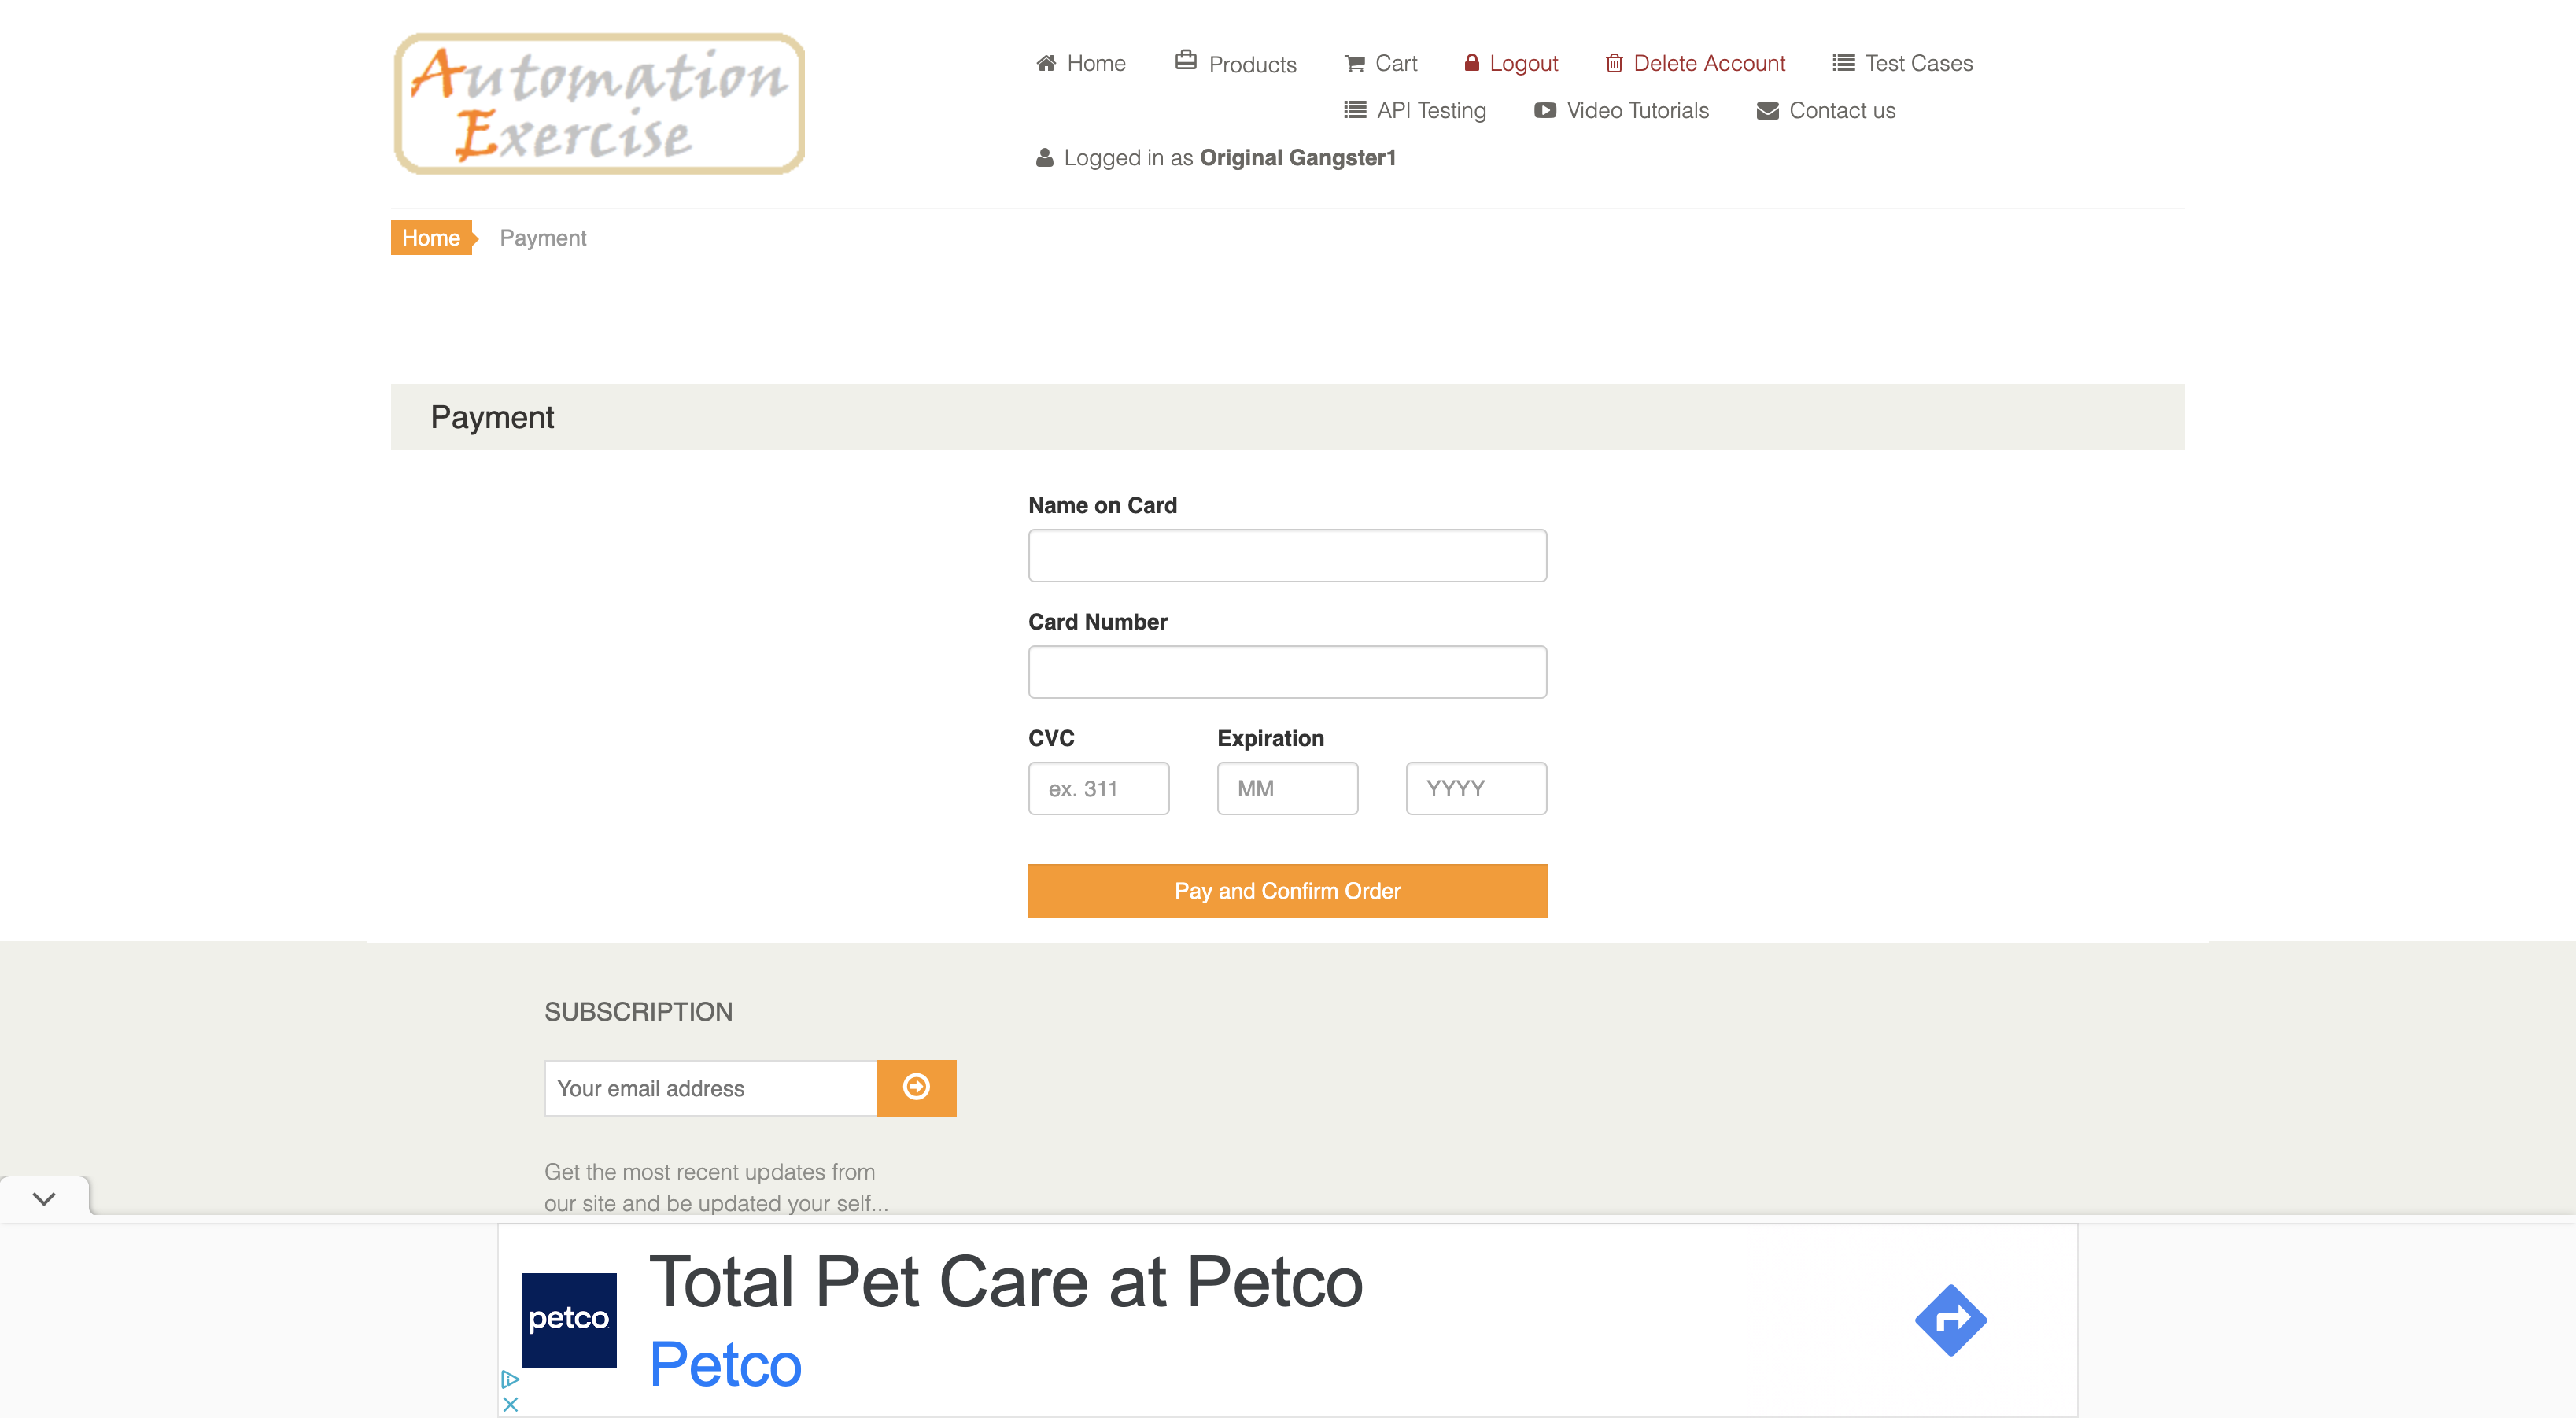 Automation
Exercise
Home Products Cart Logout Delete Account Test Cases
API Testing Video Tutorials Contact us
Logged in as Original Gangster1
Home Payment
Payment
Name on Card
Card Number
CVC Expiration
ex. 311 MM YYYY
Pay and Confirm Order
SUBSCRIPTION
Your email address
Get the most recent updates from
our site and be updated your self...
petco
Total Pet Care at Petco
Petco